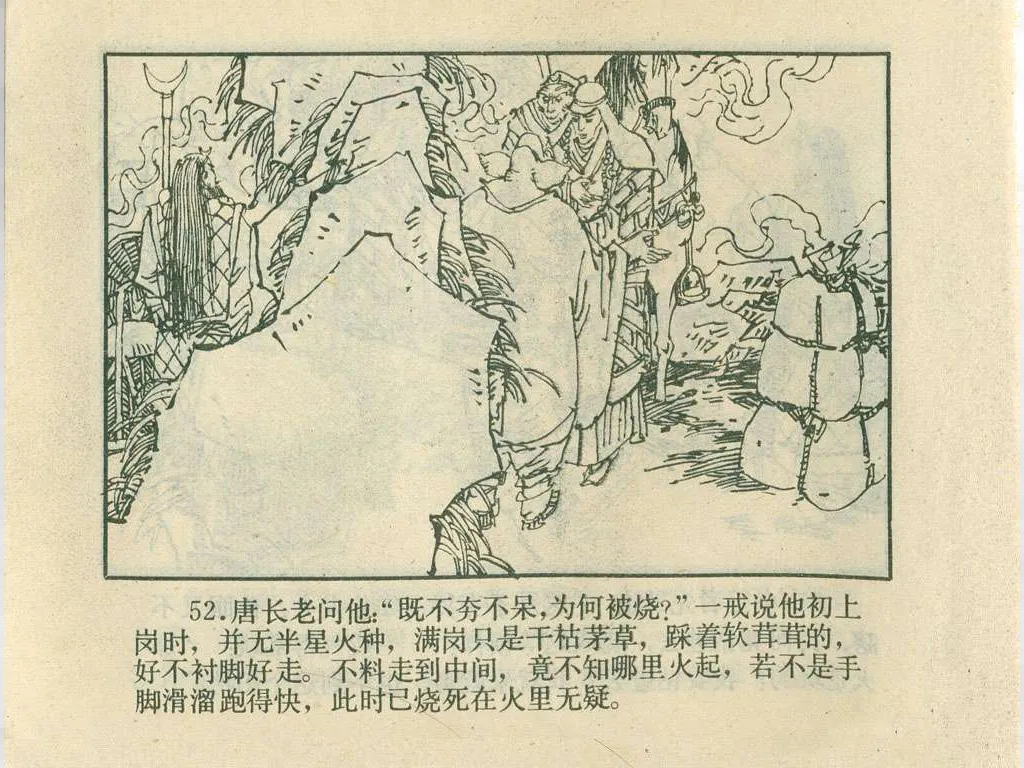 52.唐长老问他:“既不夯不呆,为何被烧?”一戒说他初上
岗时，并无半星火种，满岗只是干枯茅草，踩着软茸茸的，
好不衬脚好走。不料走到中间，竟不知哪里火起，若不是手
脚滑溜跑得快，此时已烧死在火里无疑。